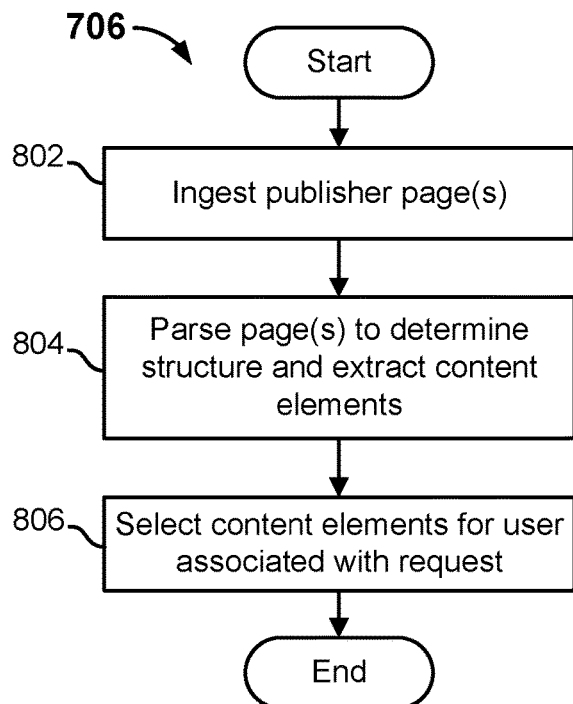 706
Start
802
Ingest publisher page(s)
804
Parse page(s) to determine
structure and extract content
elements
806
Select content elements for user
associated with request
End